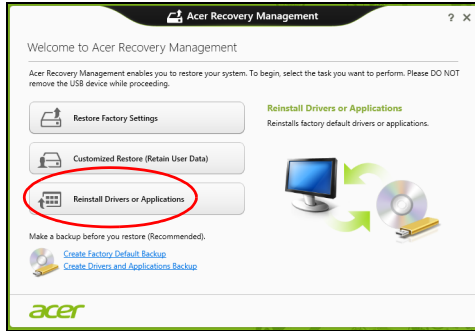 Acer Recovery Management
? X
Welcome to Acer Recovery Management
Acer Recovery Management enables you to restore your system. To begin, select the task you want to perform. Please DO NOT
remove the USB device while proceeding.
Restore Factory Settings
Customized Restore (Retain User Data)
Reinstall Drivers or Applications
Reinstall Drivers or Applications
Reinstalls factory default drivers or applications.
Make a backup before you restore (Recommended).
Create Factory Default Backup
Create Drivers and Applications Backup
acer